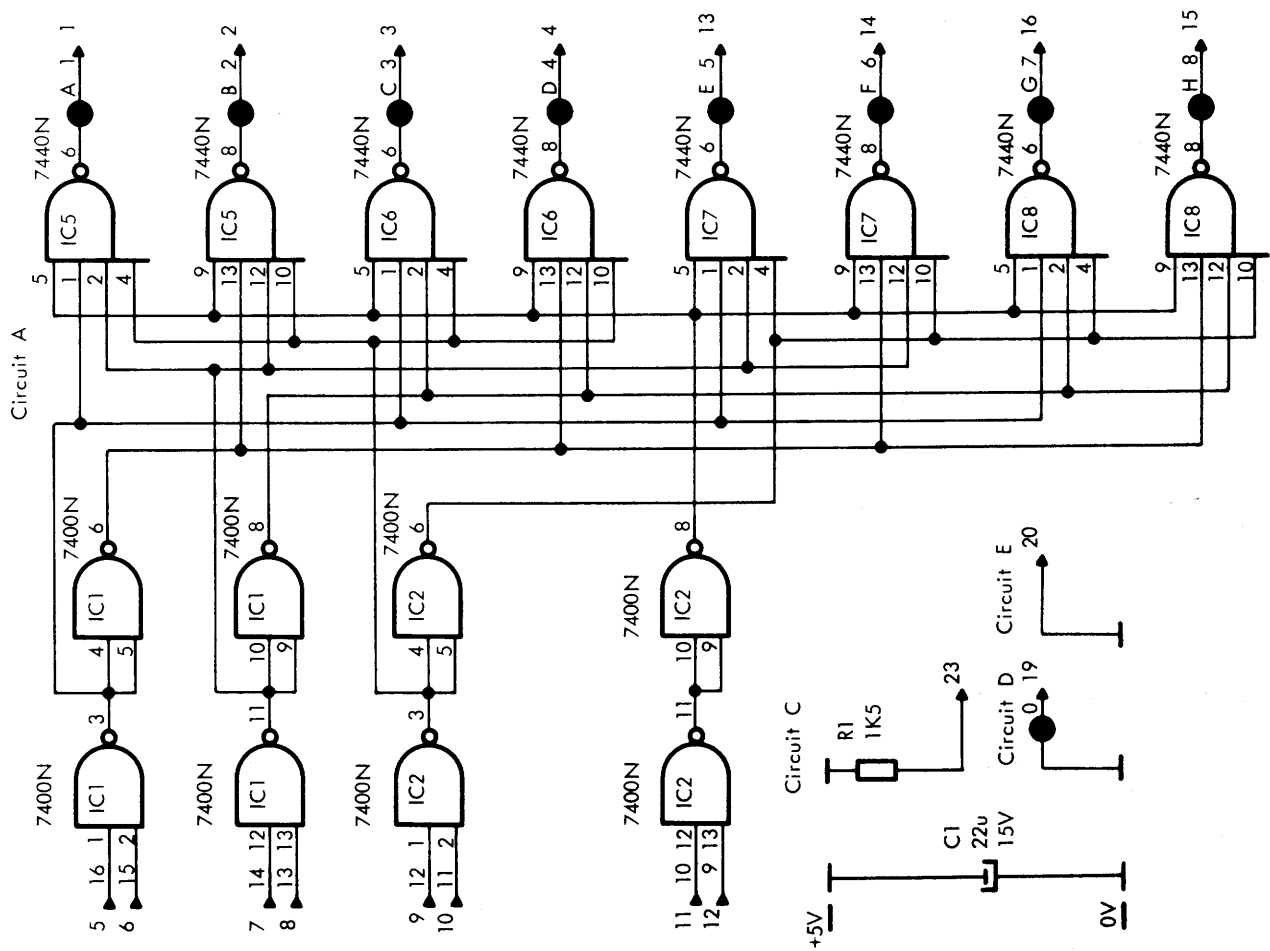 Circuit A
1
A 1
6
7440N
IC5
5
1
2
4
2
B 2
8
7440N
IC5
9
13
12
10
3
C 3
6
7440N
IC6
5
1
2
4
4
D 4
8
7440N
IC6
9
13
12
10
13
E 5
6
7440N
IC7
5
1
2
4
14
F 6
8
7440N
IC7
9
13
12
10
16
G 7
6
7440N
IC8
5
1
2
4
15
H 8
8
7440N
IC8
9
13
12
10
7400N
6
IC1
4
5
3
7400N
IC1
16 1
15 2
5
6
7400N
8
IC1
10
9
11
7400N
IC1
14 12
13 13
7
8
7400N
6
IC2
4
5
3
7400N
IC2
12 1
11 2
9
10
7400N
8
IC2
10
9
11
7400N
IC2
10 12
9 13
11
12
Circuit C
R1
1K5
23
Circuit D
0 19
Circuit E
20
C1
22u
15V
+5V
0V